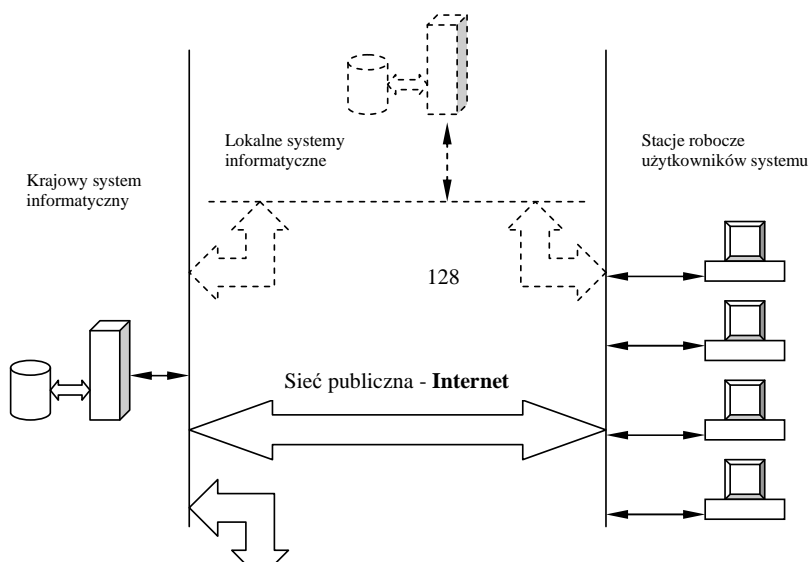 Lokalne systemy
informatyczne
Stacje robocze
użytkowników systemu
Krajowy system
informatyczny
128
Sieć publiczna - Internet